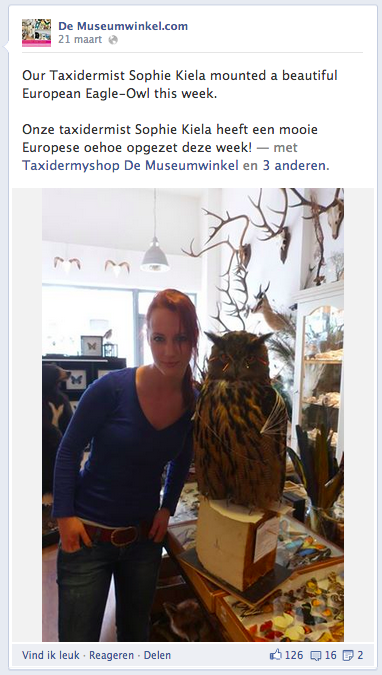 De Museumwinkel.com
21 maart
Our Taxidermist Sophie Kiela mounted a beautiful
European Eagle-Owl this week.
Onze taxidermist Sophie Kiela heeft een mooie
Europese oehoe opgezet deze week! — met
Taxidermyshop De Museumwinkel en 3 anderen.
Vind ik leuk · Reageren · Delen 126 16 2